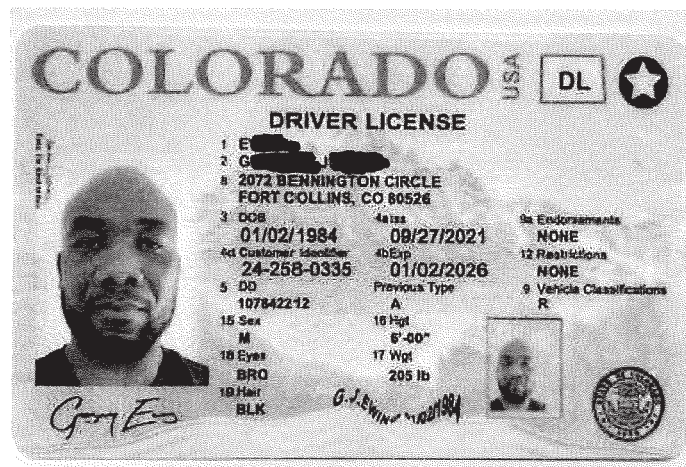 COLORADO USA DL
DRIVER LICENSE
1 E
2 G J
8 2072 BENNINGTON CIRCLE
FORT COLLINS, CO 80526
3 DOB 4a Iss 9a Endorsements
01/02/1984 09/27/2021 NONE
4d Customer Identifier 4b Exp 12 Restrictions
24-258-0335 01/02/2026 NONE
5 DD Previous Type 9 Vehicle Classifications
107842212 A R
15 Sex 16 Hgt
M 6'-00"
18 Eyes 17 Wgt
BRO 205 lb
19 Hair
BLK